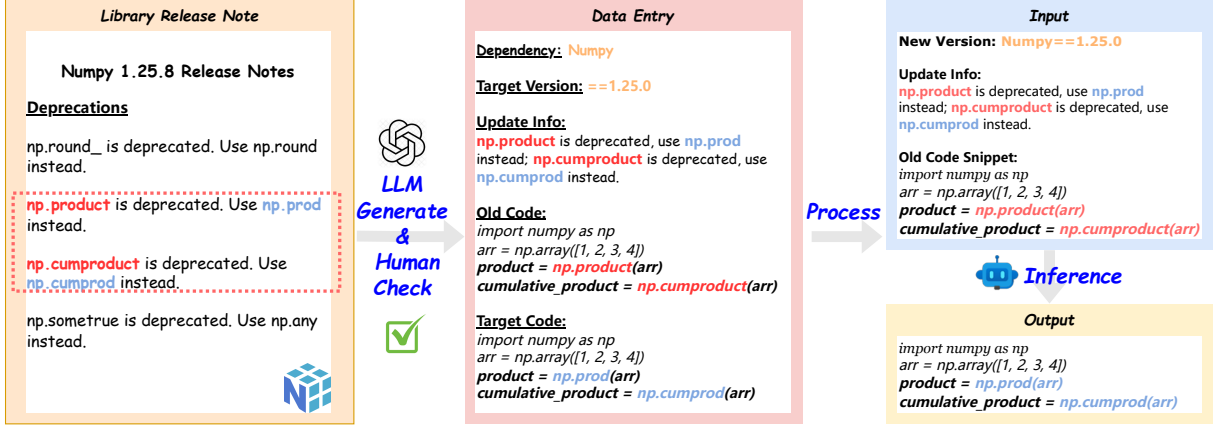 Library Release Note
Numpy 1.25.8 Release Notes
Deprecations
np.round_ is deprecated. Use np.round
instead.
np.product is deprecated. Use np.prod
instead.
np.cumproduct is deprecated. Use
np.cumprod instead.
np.sometrue is deprecated. Use np.any
instead.
LLM
Generate
&
Human
Check
Data Entry
Dependency: Numpy
Target Version: ==1.25.0
Update Info:
np.product is deprecated, use np.prod
instead; np.cumproduct is deprecated, use
np.cumprod instead.
Old Code:
import numpy as np
arr = np.array([1, 2, 3, 4])
product = np.product(arr)
cumulative_product = np.cumproduct(arr)
Target Code:
import numpy as np
arr = np.array([1, 2, 3, 4])
product = np.prod(arr)
cumulative_product = np.cumprod(arr)
Process
Input
New Version: Numpy==1.25.0
Update Info:
np.product is deprecated, use np.prod
instead; np.cumproduct is deprecated, use
np.cumprod instead.
Old Code Snippet:
import numpy as np
arr = np.array([1, 2, 3, 4])
product = np.product(arr)
cumulative_product = np.cumproduct(arr)
Inference
Output
import numpy as np
arr = np.array([1, 2, 3, 4])
product = np.prod(arr)
cumulative_product = np.cumprod(arr)